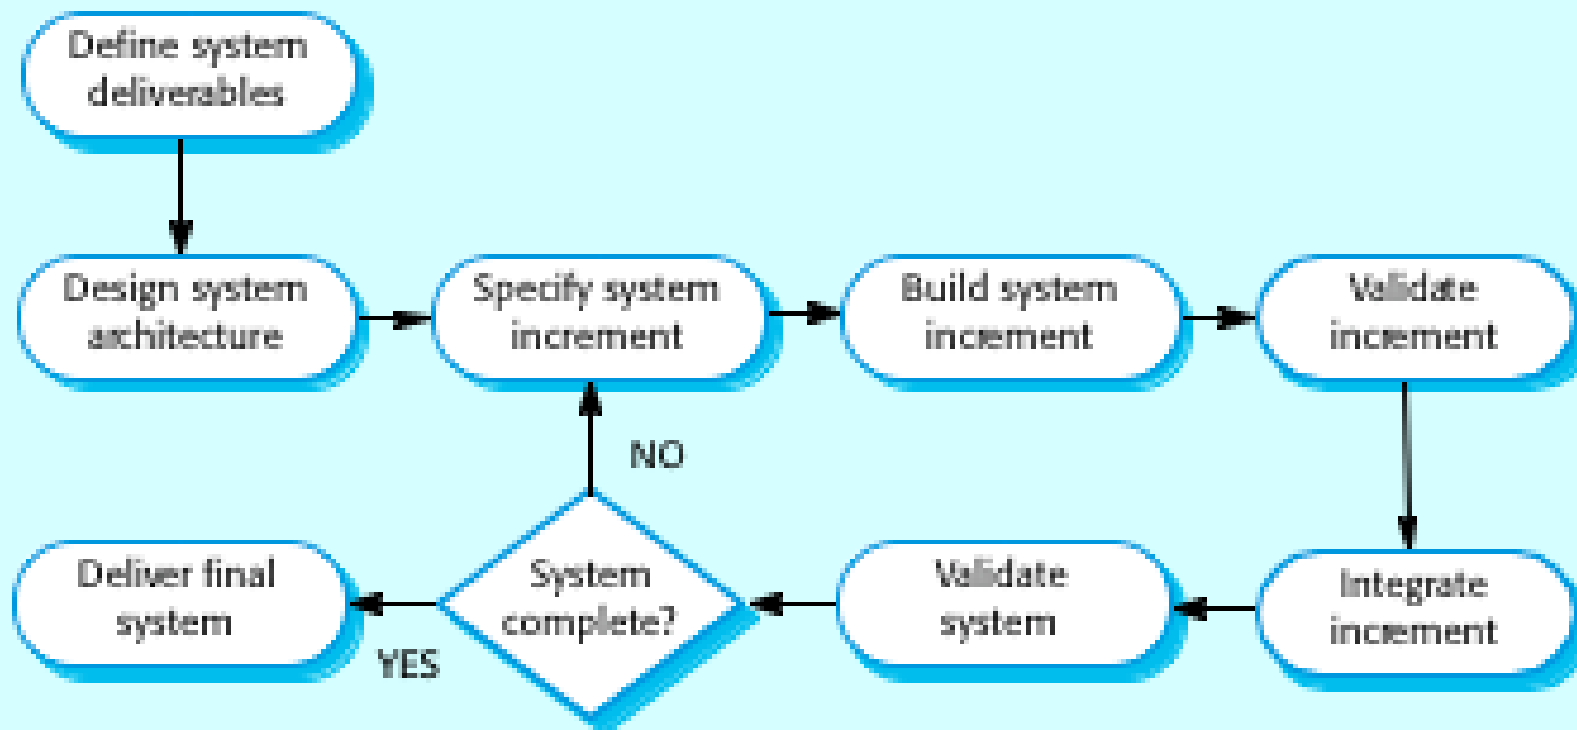 Define system
deliverables
Design system
architecture
Specify system
increment
Build system
increment
Validate
increment
NO
Deliver final
system
YES
System
complete?
Validate
system
Integrate
increment